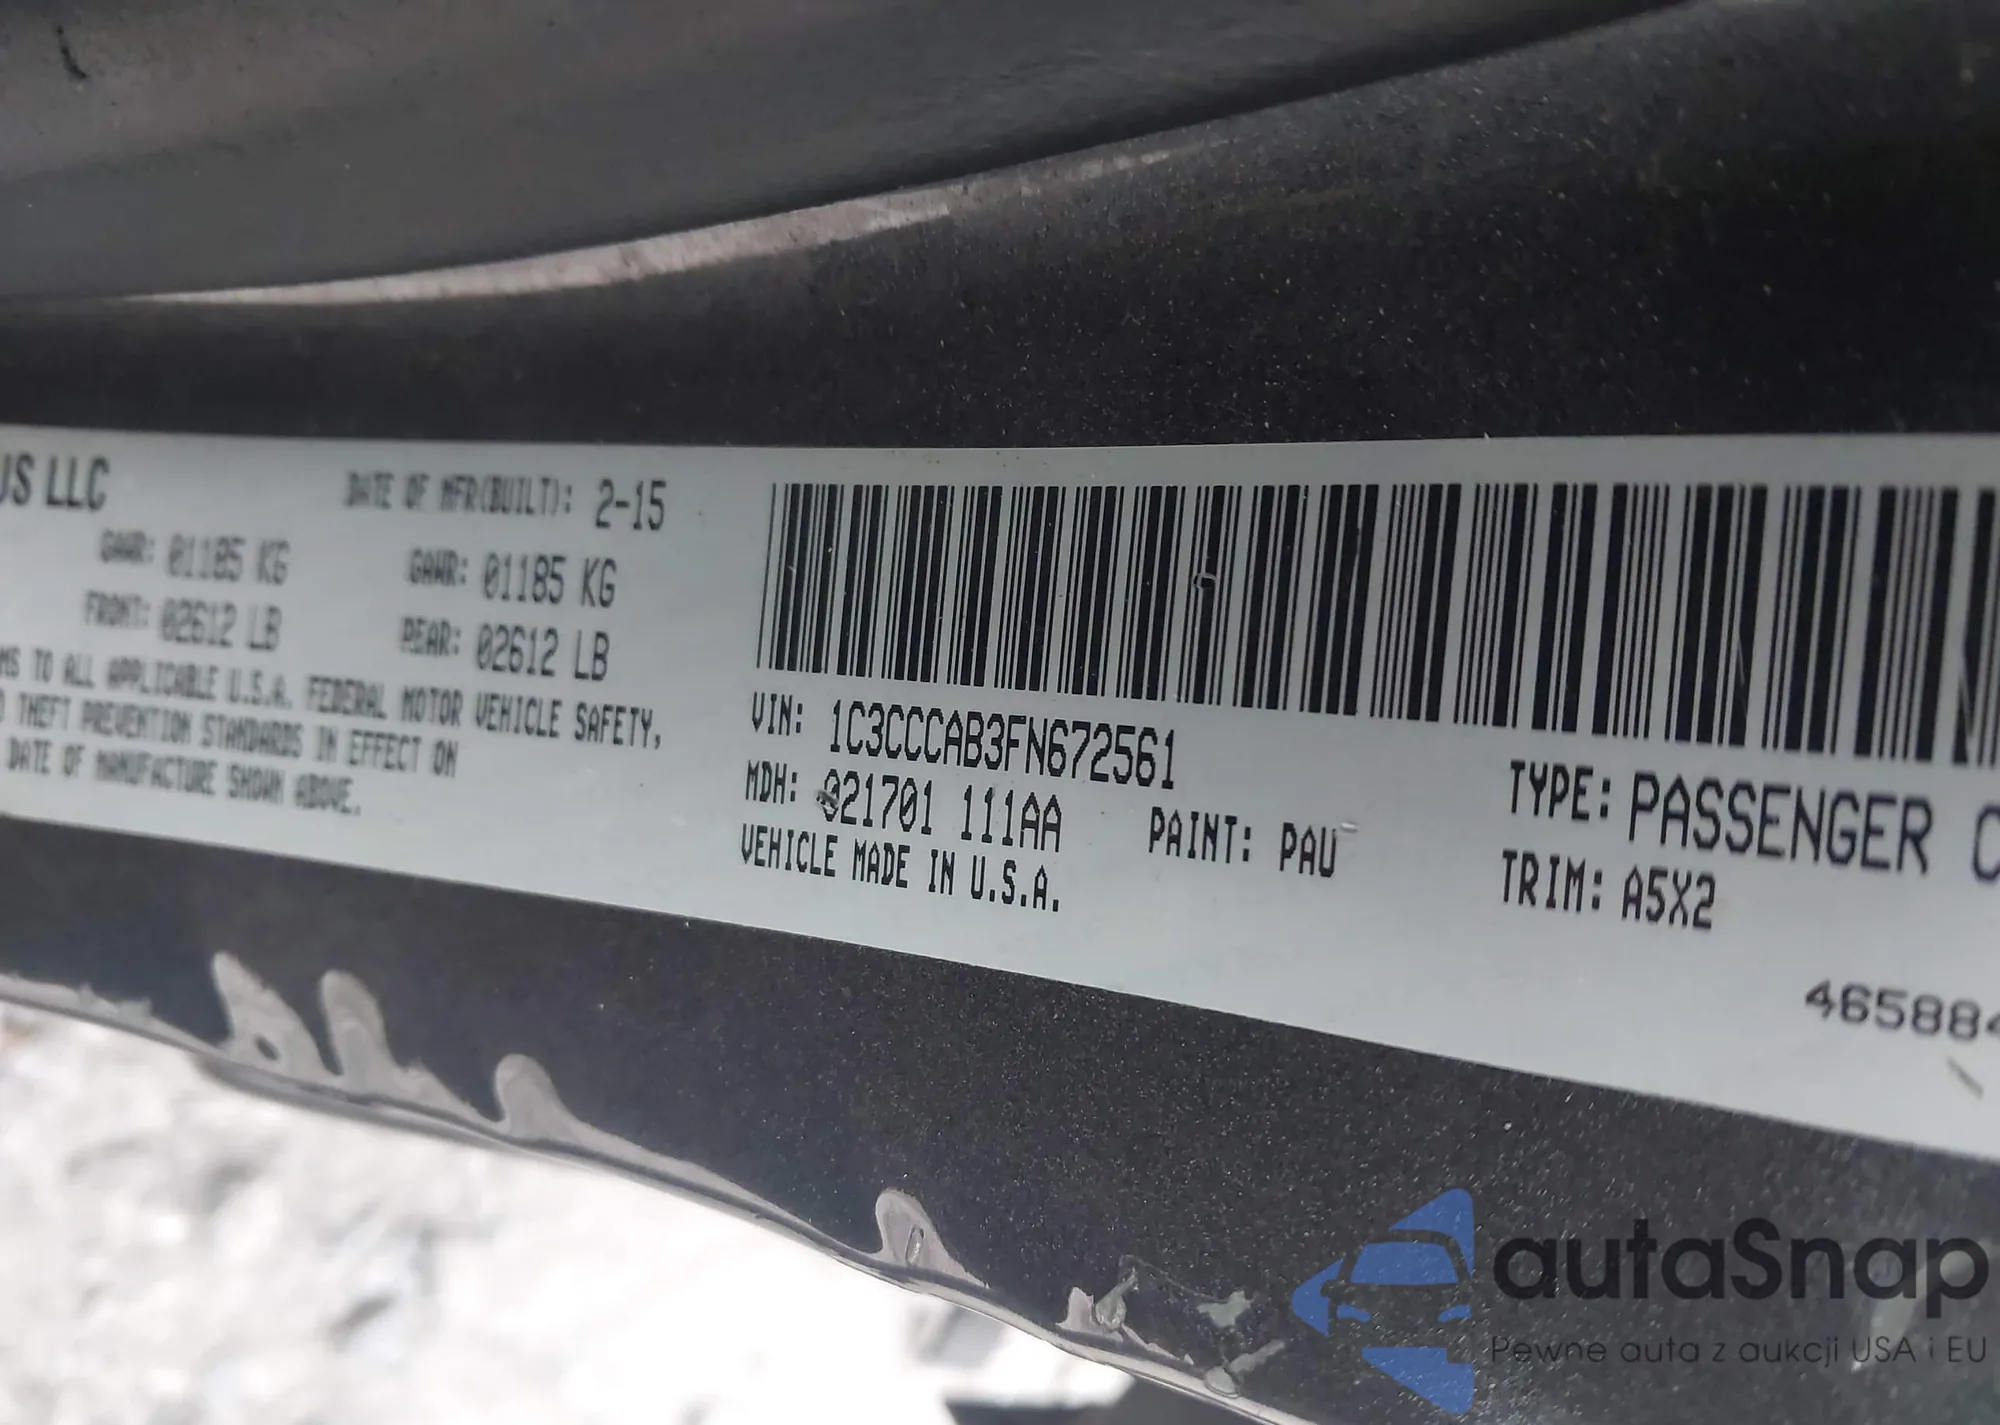 US LLC
DATE OF MFR(BUILT): 2-15
GAWR: 01185 KG
GAWR: 01185 KG
FRONT: 02612 LB
REAR: 02612 LB
MS TO ALL APPLICABLE U.S.A. FEDERAL MOTOR VEHICLE SAFETY,
D THEFT PREVENTION STANDARDS IN EFFECT ON
DATE OF MANUFACTURE SHOWN ABOVE.
VIN: 1C3CCCAB3FN672561
MDH: 021701 111AA
PAINT: PAU
VEHICLE MADE IN U.S.A.
TYPE: PASSENGER C
TRIM: A5X2
465884
autaSnap
Pewne auta z aukcji USA i EU